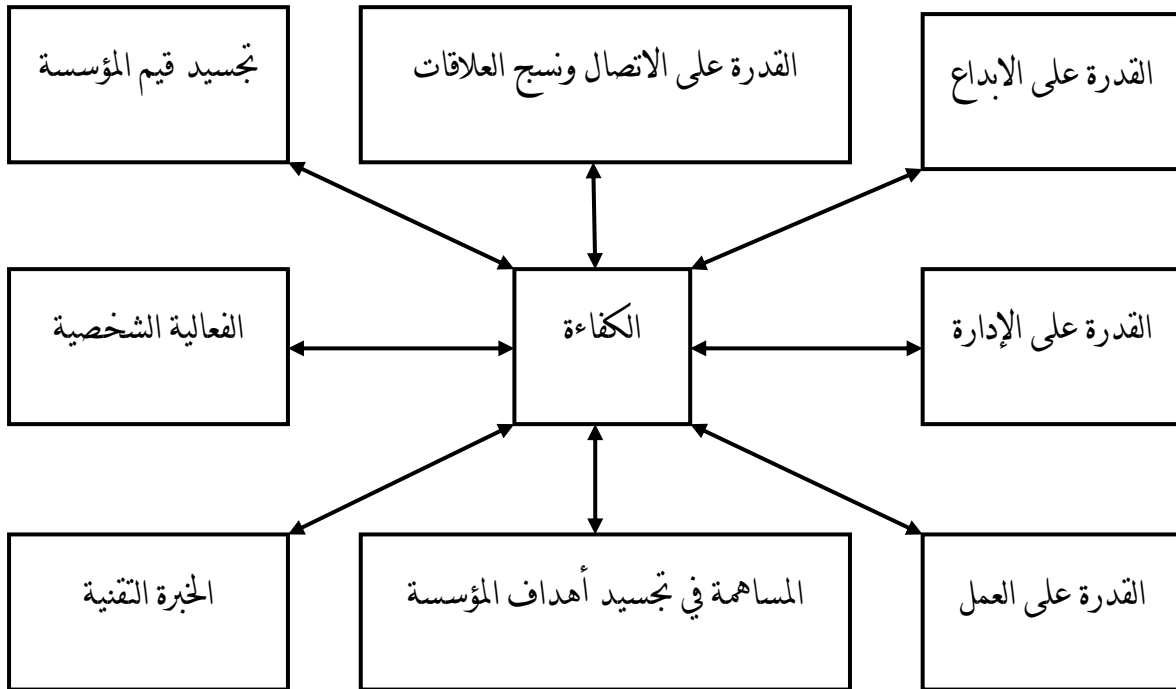 القدرة على الابداع
القدرة على الاتصال ونسج العلاقات
تجسيد قيم المؤسسة
القدرة على الإدارة
الكفاءة
الفعالية الشخصية
القدرة على العمل
المساهمة في تجسيد أهداف المؤسسة
الخبرة التقنية